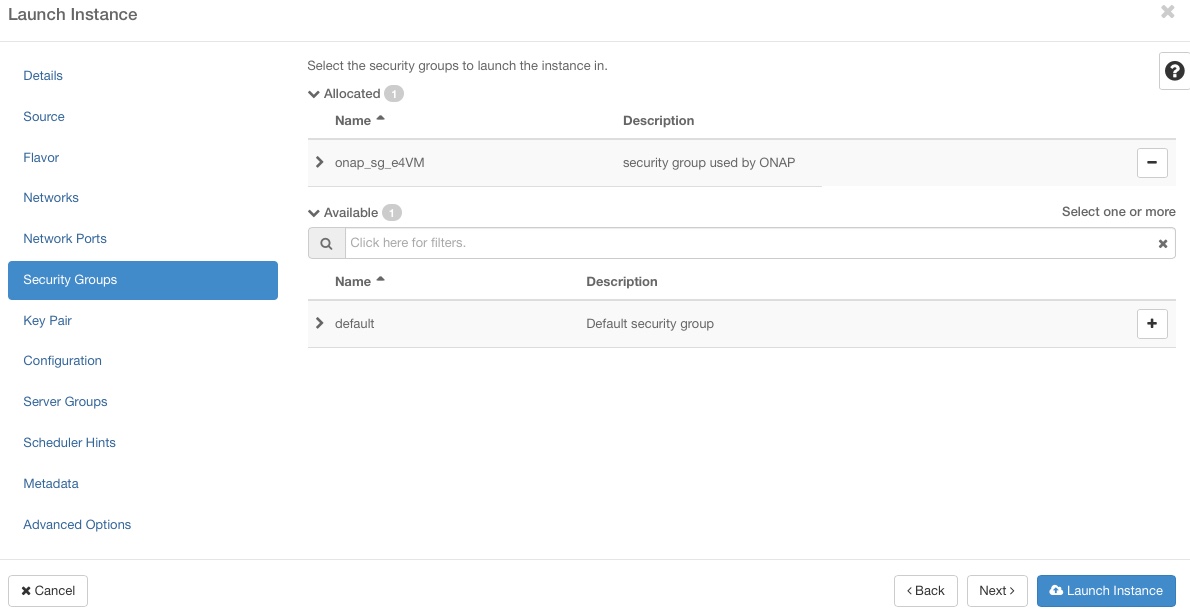 Launch Instance
Details
Source
Flavor
Networks
Network Ports
Security Groups
Key Pair
Configuration
Server Groups
Scheduler Hints
Metadata
Advanced Options
Select the security groups to launch the instance in.
Allocated 1
Name Description
onap_sg_e4VM security group used by ONAP
Available 1 Select one or more
Click here for filters.
Name Description
default Default security group
Cancel
Back
Next
Launch Instance